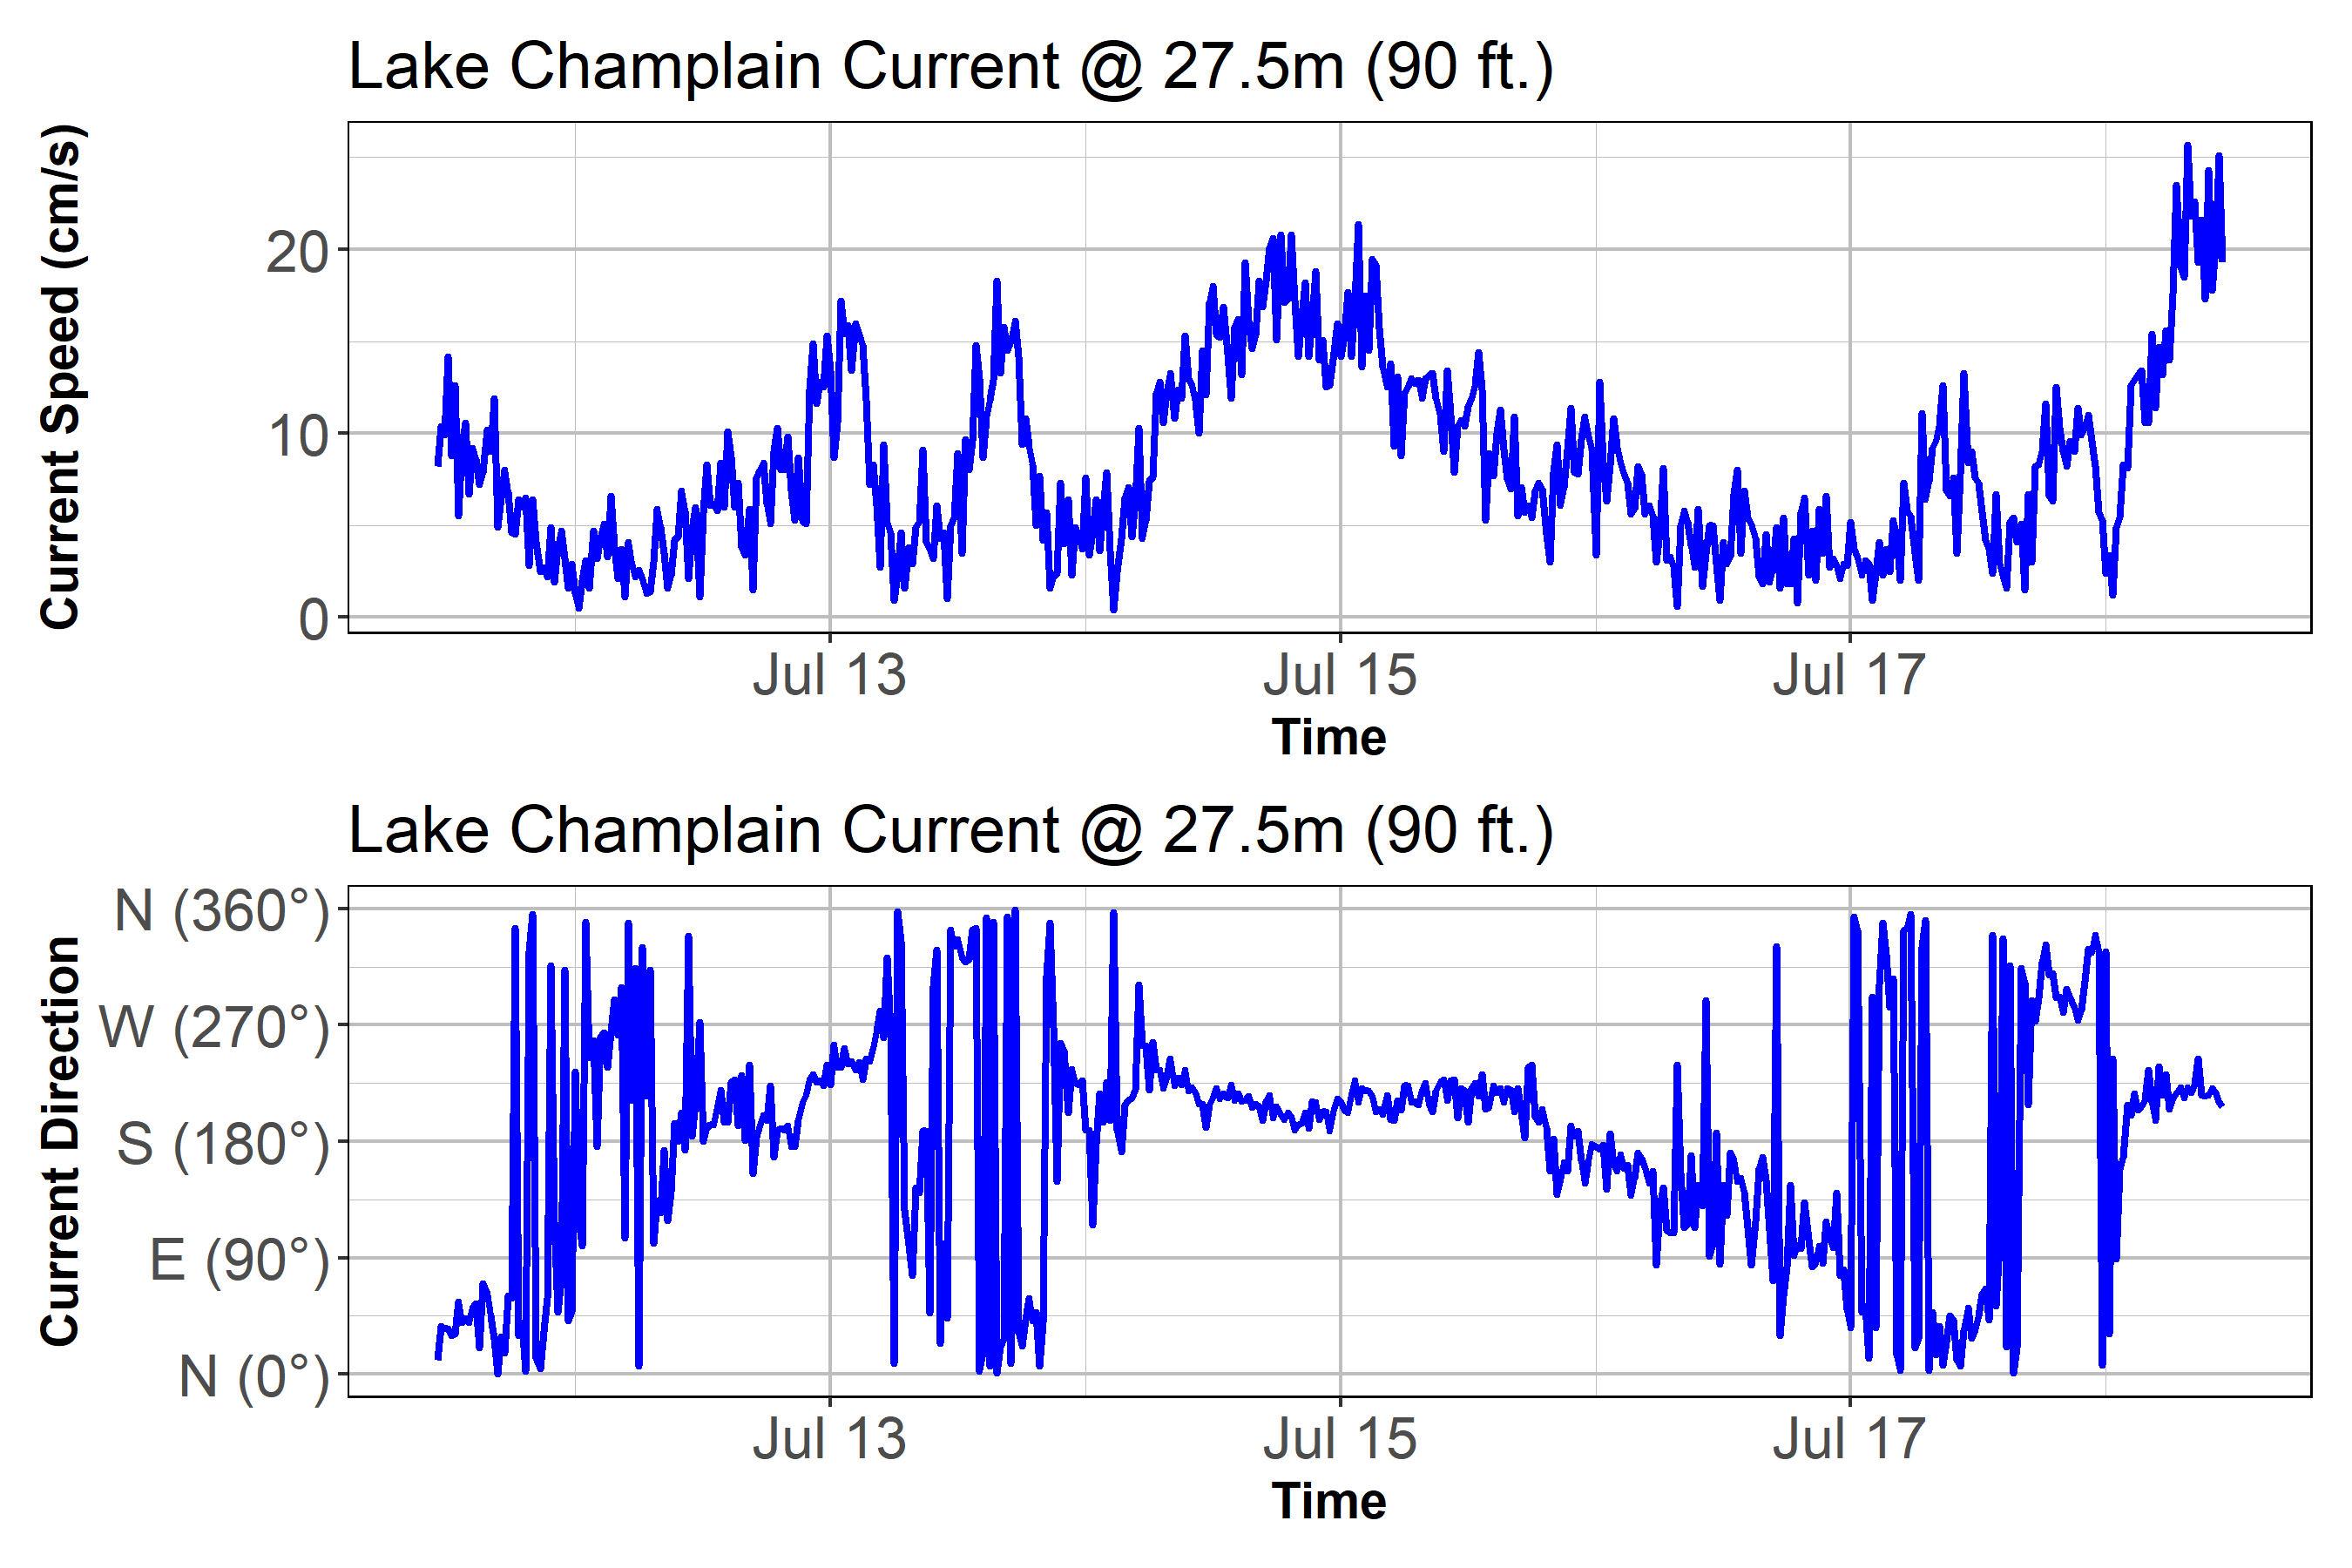 Lake Champlain Current @ 27.5m (90 ft.)
Current Speed (cm/s)
20
10
0
Jul 13 Jul 15 Jul 17
Time
Lake Champlain Current @ 27.5m (90 ft.)
Current Direction
N (360°)
W (270°)
S (180°)
E (90°)
N (0°)
Jul 13 Jul 15 Jul 17
Time